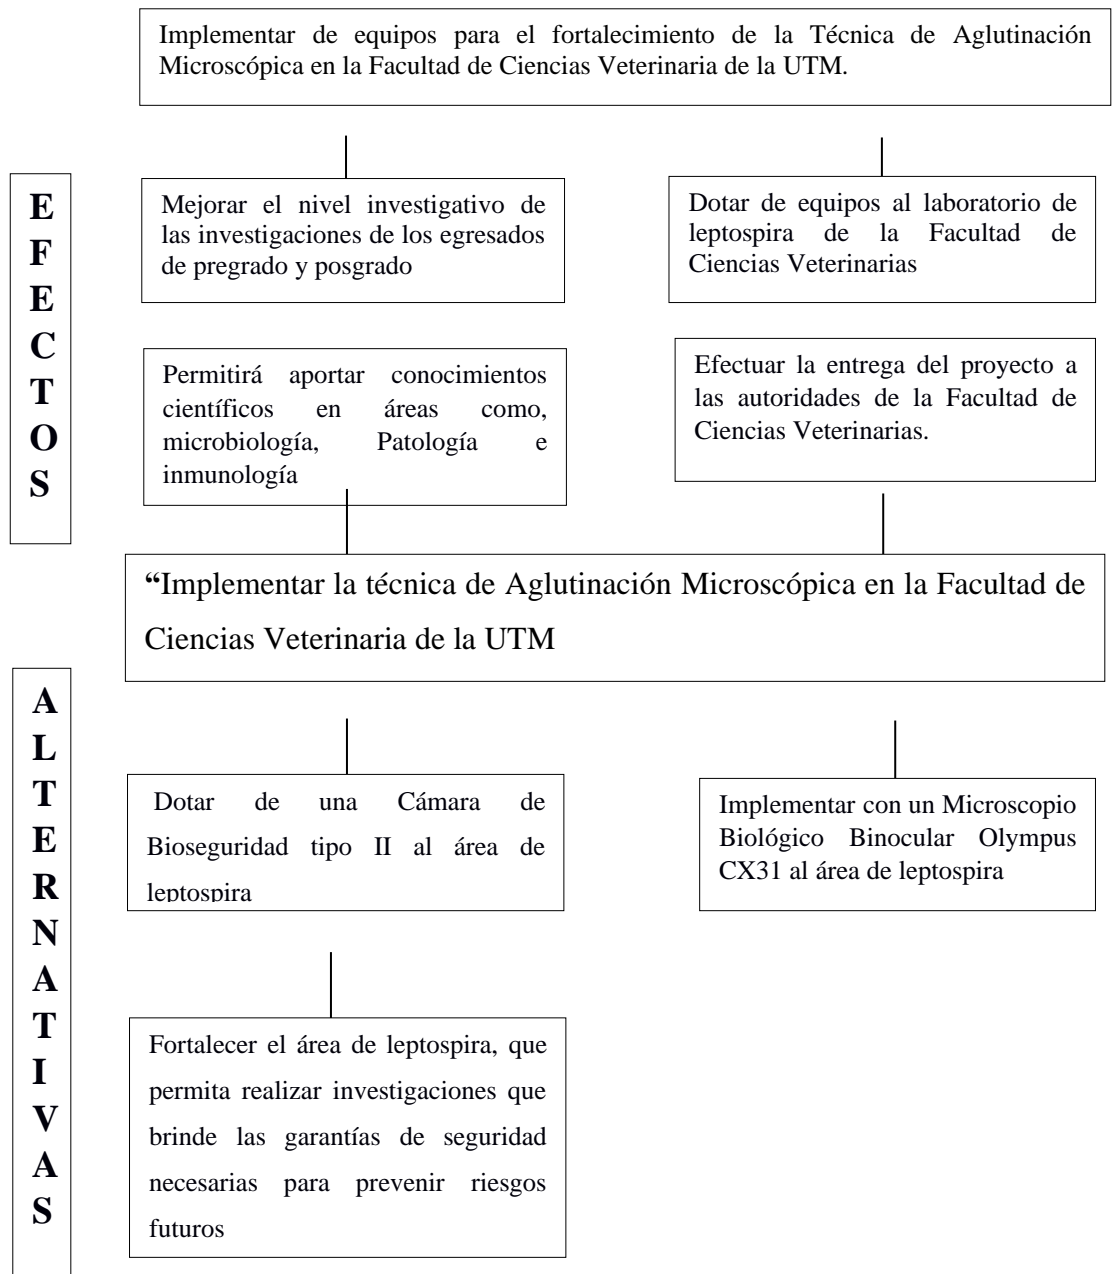 Implementar de equipos para el fortalecimiento de la Técnica de Aglutinación
Microscópica en la Facultad de Ciencias Veterinaria de la UTM.
E
F
E
C
T
O
S
Mejorar el nivel investigativo de
las investigaciones de los egresados
de pregrado y posgrado
Dotar de equipos al laboratorio de
leptospira de la Facultad de
Ciencias Veterinarias
Permitirá aportar conocimientos
científicos en áreas como,
microbiología, Patología e
inmunología
Efectuar la entrega del proyecto a
las autoridades de la Facultad de
Ciencias Veterinarias.
“Implementar la técnica de Aglutinación Microscópica en la Facultad de
Ciencias Veterinaria de la UTM
A
L
T
E
R
N
A
T
I
V
A
S
Dotar de una Cámara de
Bioseguridad tipo II al área de
leptospira
Implementar con un Microscopio
Biológico Binocular Olympus
CX31 al área de leptospira
Fortalecer el área de leptospira, que
permita realizar investigaciones que
brinde las garantías de seguridad
necesarias para prevenir riesgos
futuros